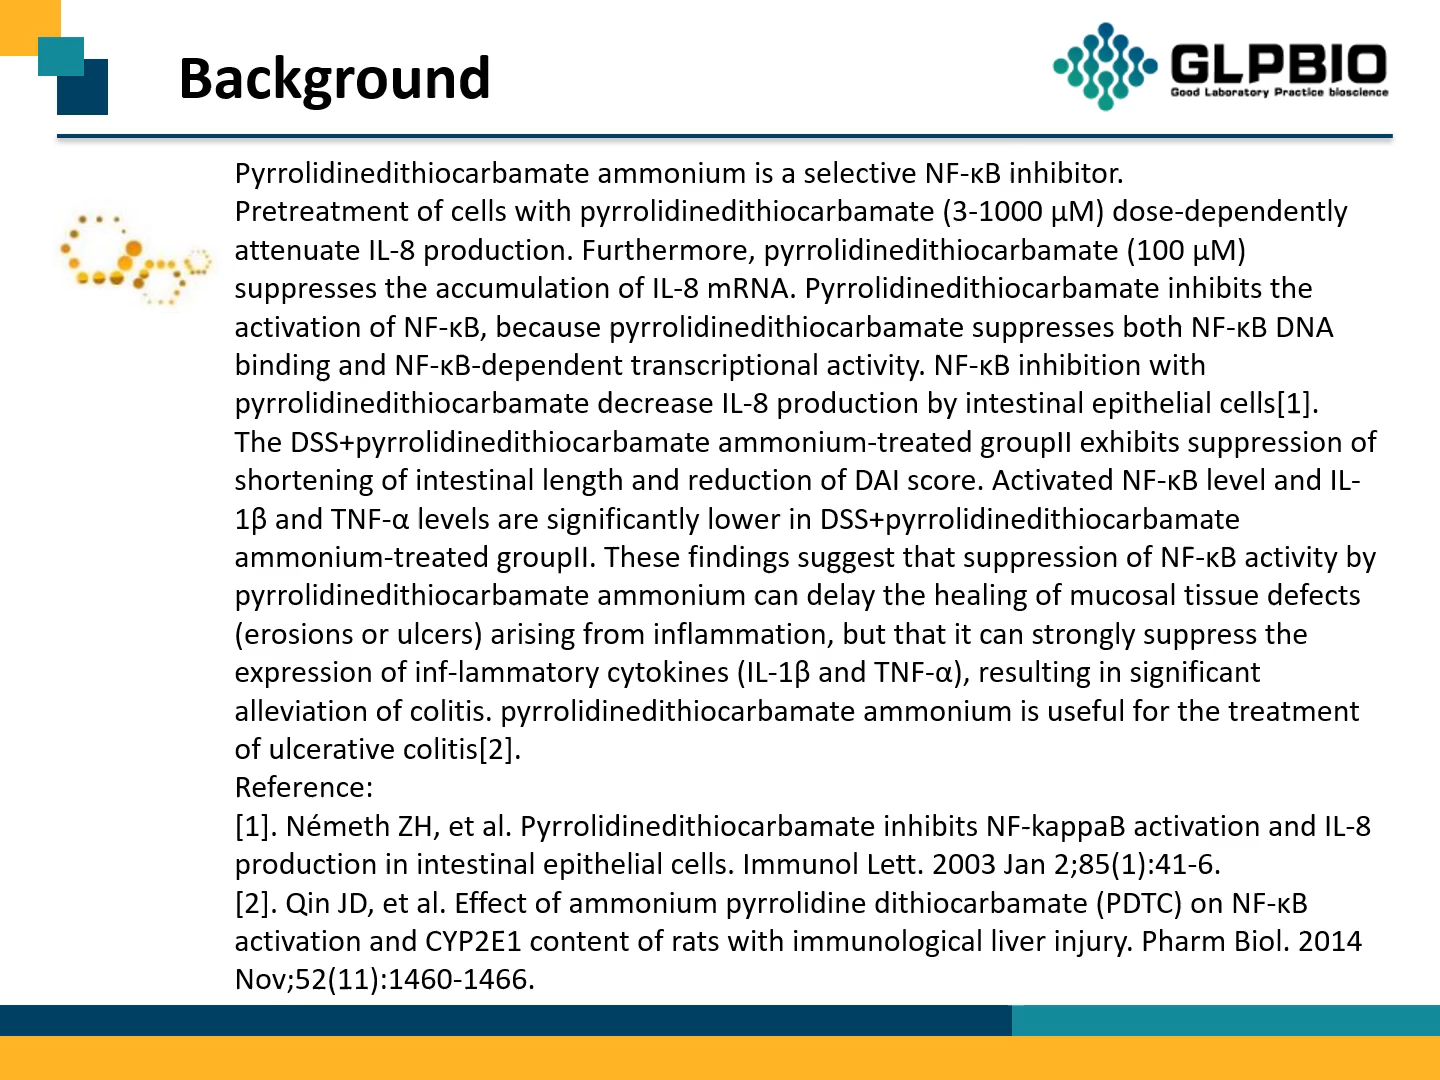 Background
GLPBIO
Good Laboratory Practice bioscience
Pyrrolidinedithiocarbamate ammonium is a selective NF-κB inhibitor.
Pretreatment of cells with pyrrolidinedithiocarbamate (3-1000 μM) dose-dependently
attenuate IL-8 production. Furthermore, pyrrolidinedithiocarbamate (100 μM)
suppresses the accumulation of IL-8 mRNA. Pyrrolidinedithiocarbamate inhibits the
activation of NF-κB, because pyrrolidinedithiocarbamate suppresses both NF-κB DNA
binding and NF-κB-dependent transcriptional activity. NF-κB inhibition with
pyrrolidinedithiocarbamate decrease IL-8 production by intestinal epithelial cells[1].
The DSS+pyrrolidinedithiocarbamate ammonium-treated groupII exhibits suppression of
shortening of intestinal length and reduction of DAI score. Activated NF-κB level and IL-
1β and TNF-α levels are significantly lower in DSS+pyrrolidinedithiocarbamate
ammonium-treated groupII. These findings suggest that suppression of NF-κB activity by
pyrrolidinedithiocarbamate ammonium can delay the healing of mucosal tissue defects
(erosions or ulcers) arising from inflammation, but that it can strongly suppress the
expression of inf-lammatory cytokines (IL-1β and TNF-α), resulting in significant
alleviation of colitis. pyrrolidinedithiocarbamate ammonium is useful for the treatment
of ulcerative colitis[2].
Reference:
[1]. Németh ZH, et al. Pyrrolidinedithiocarbamate inhibits NF-kappaB activation and IL-8
production in intestinal epithelial cells. Immunol Lett. 2003 Jan 2;85(1):41-6.
[2]. Qin JD, et al. Effect of ammonium pyrrolidine dithiocarbamate (PDTC) on NF-κB
activation and CYP2E1 content of rats with immunological liver injury. Pharm Biol. 2014
Nov;52(11):1460-1466.